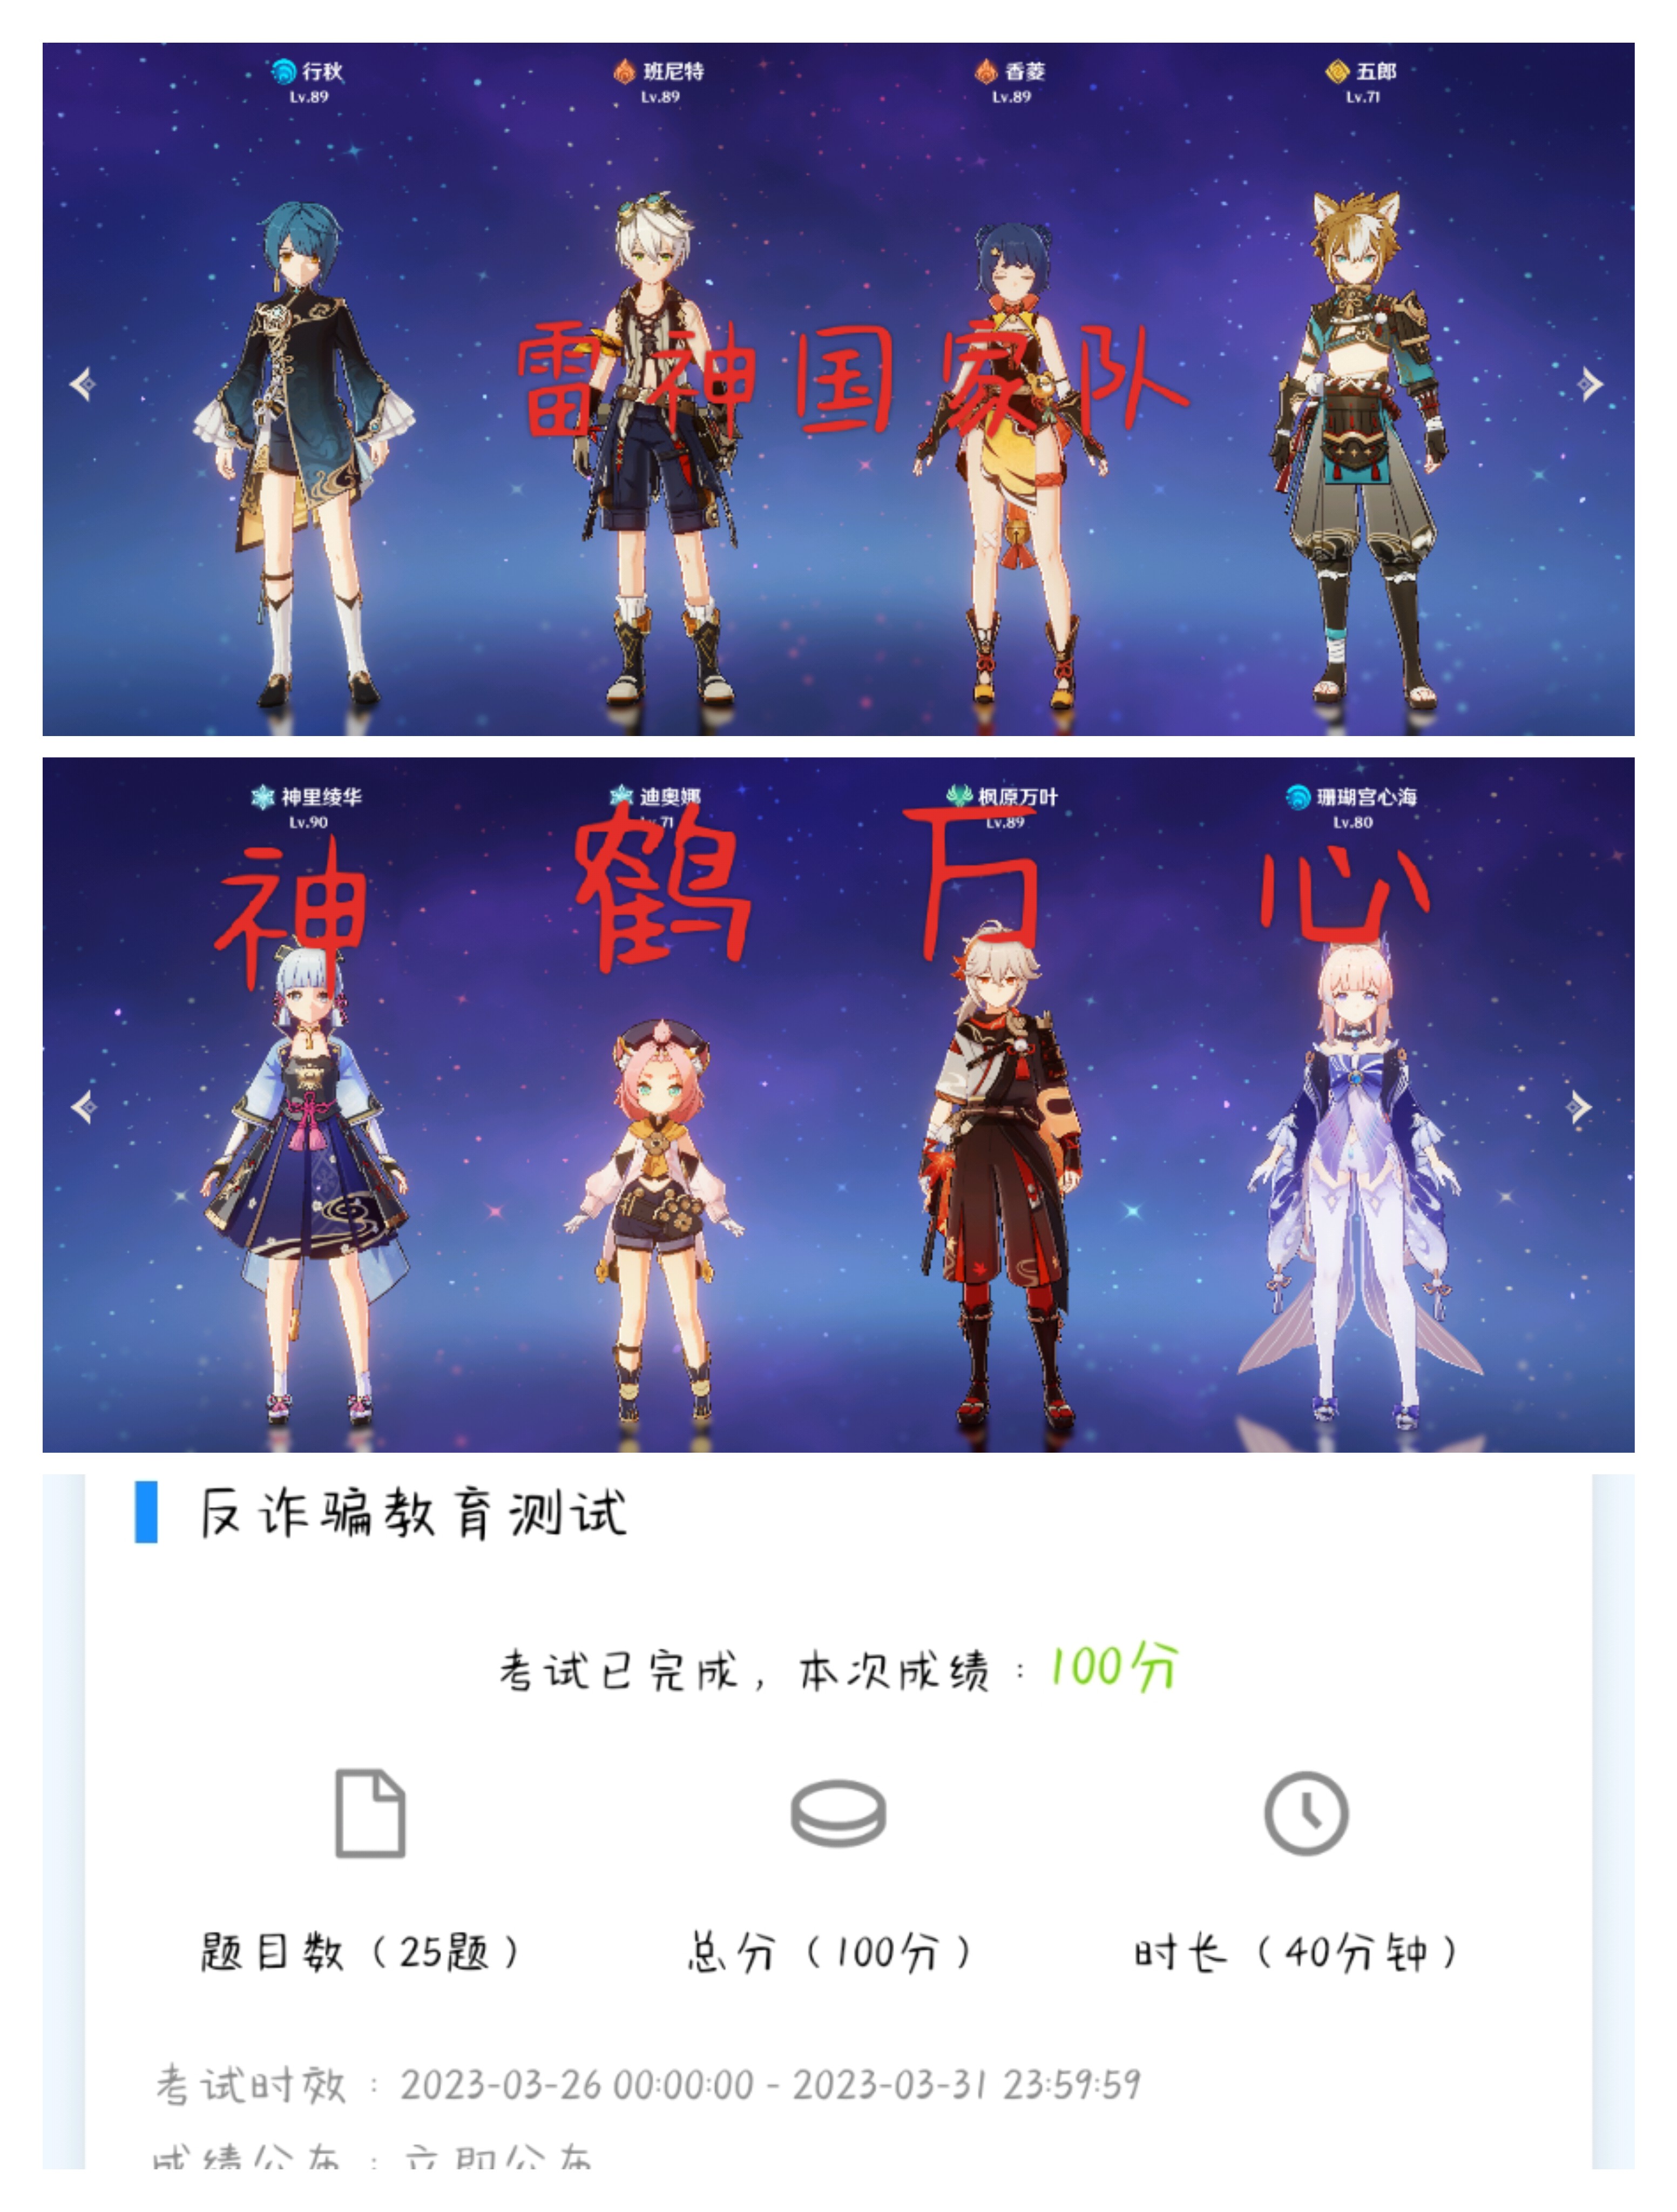 行秋 班尼特 香菱 五郎
Lv.89 Lv.89 Lv.89 Lv.71
雷神国家队
神里绫华 迪奥娜 枫原万叶 珊瑚宫心海
Lv.90 71 Lv.89 Lv.80
神 鹤 万 心
反诈骗教育测试
考试已完成，本次成绩：100分
题目数（25题） 总分（100分） 时长（40分钟）
考试时效：2023-03-26 00:00:00 - 2023-03-31 23:59:59
成绩公布：立即公布